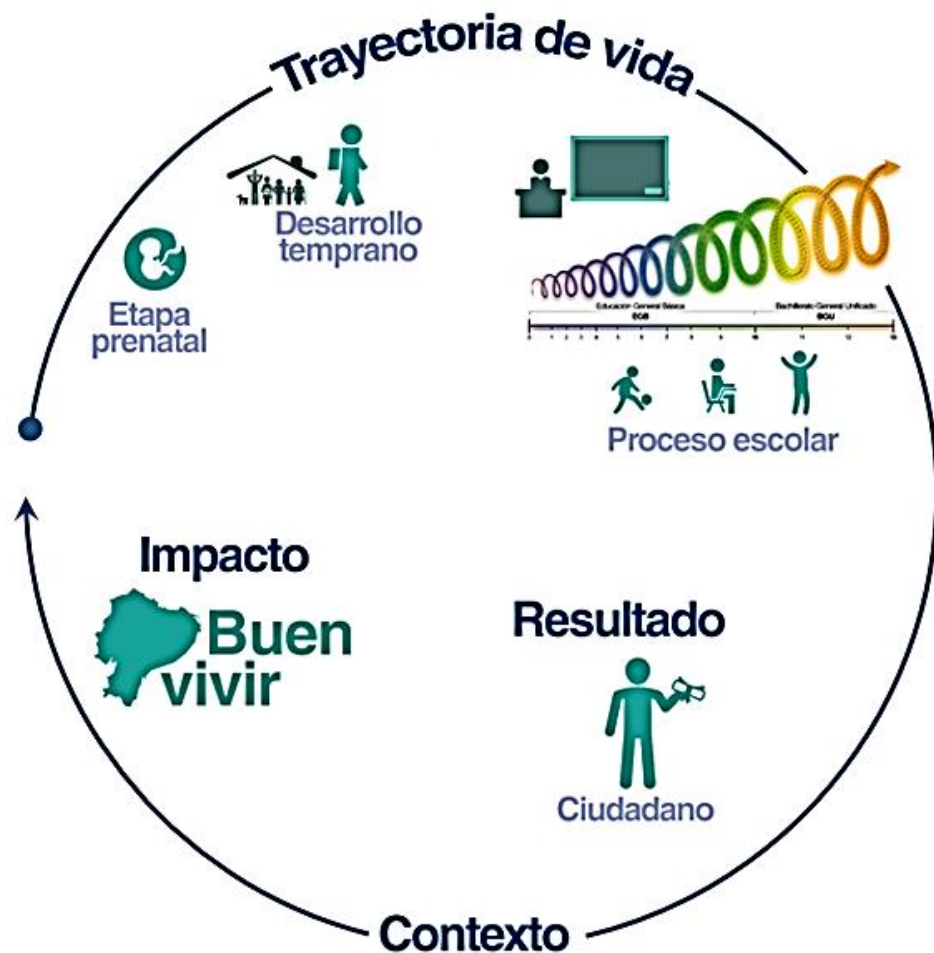 Trayectoria de vida
Desarrollo
temprano
Etapa
prenatal
Educación General Básica
Bachillerato General Unificado
EGB
BGU
Proceso escolar
Impacto
Buen
vivir
Resultado
Ciudadano
Contexto